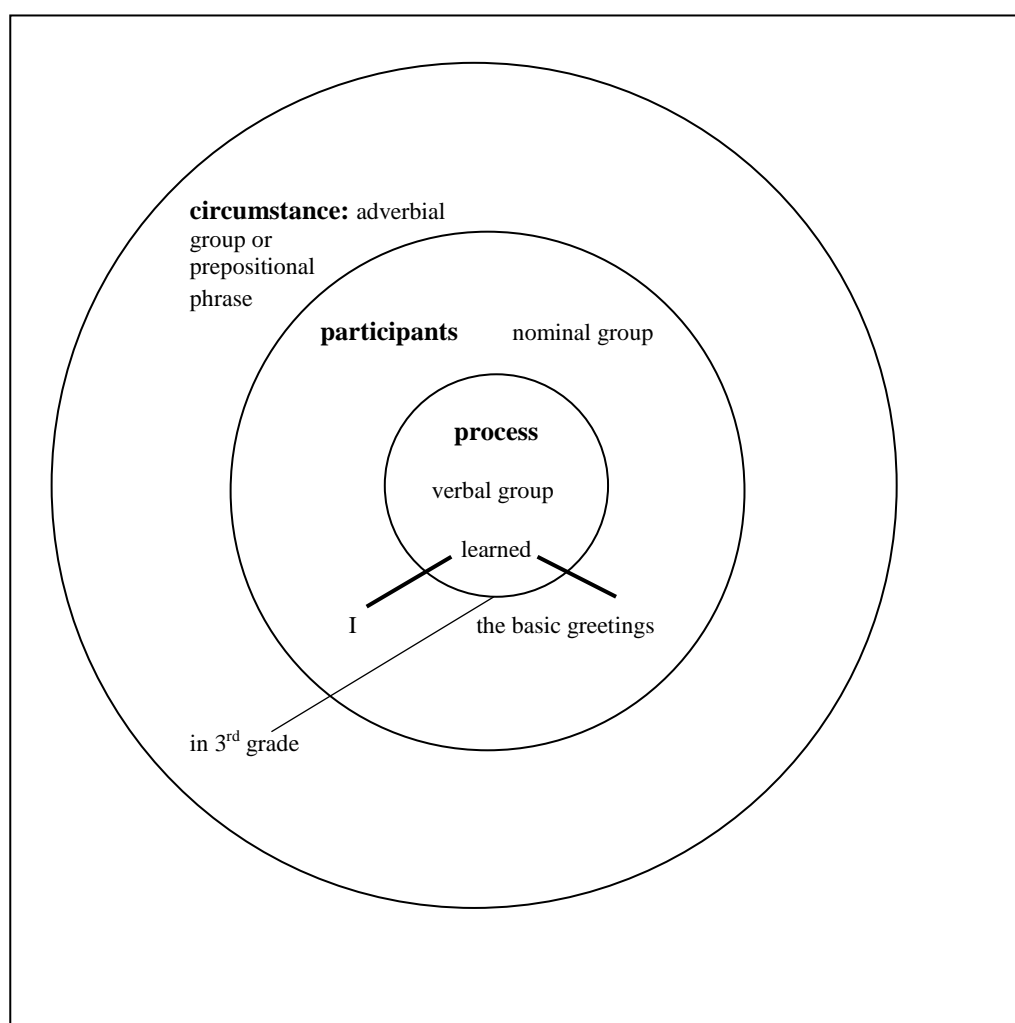 circumstance: adverbial
group or
prepositional
phrase
participants nominal group
process
verbal group
learned
I the basic greetings
in 3rd grade